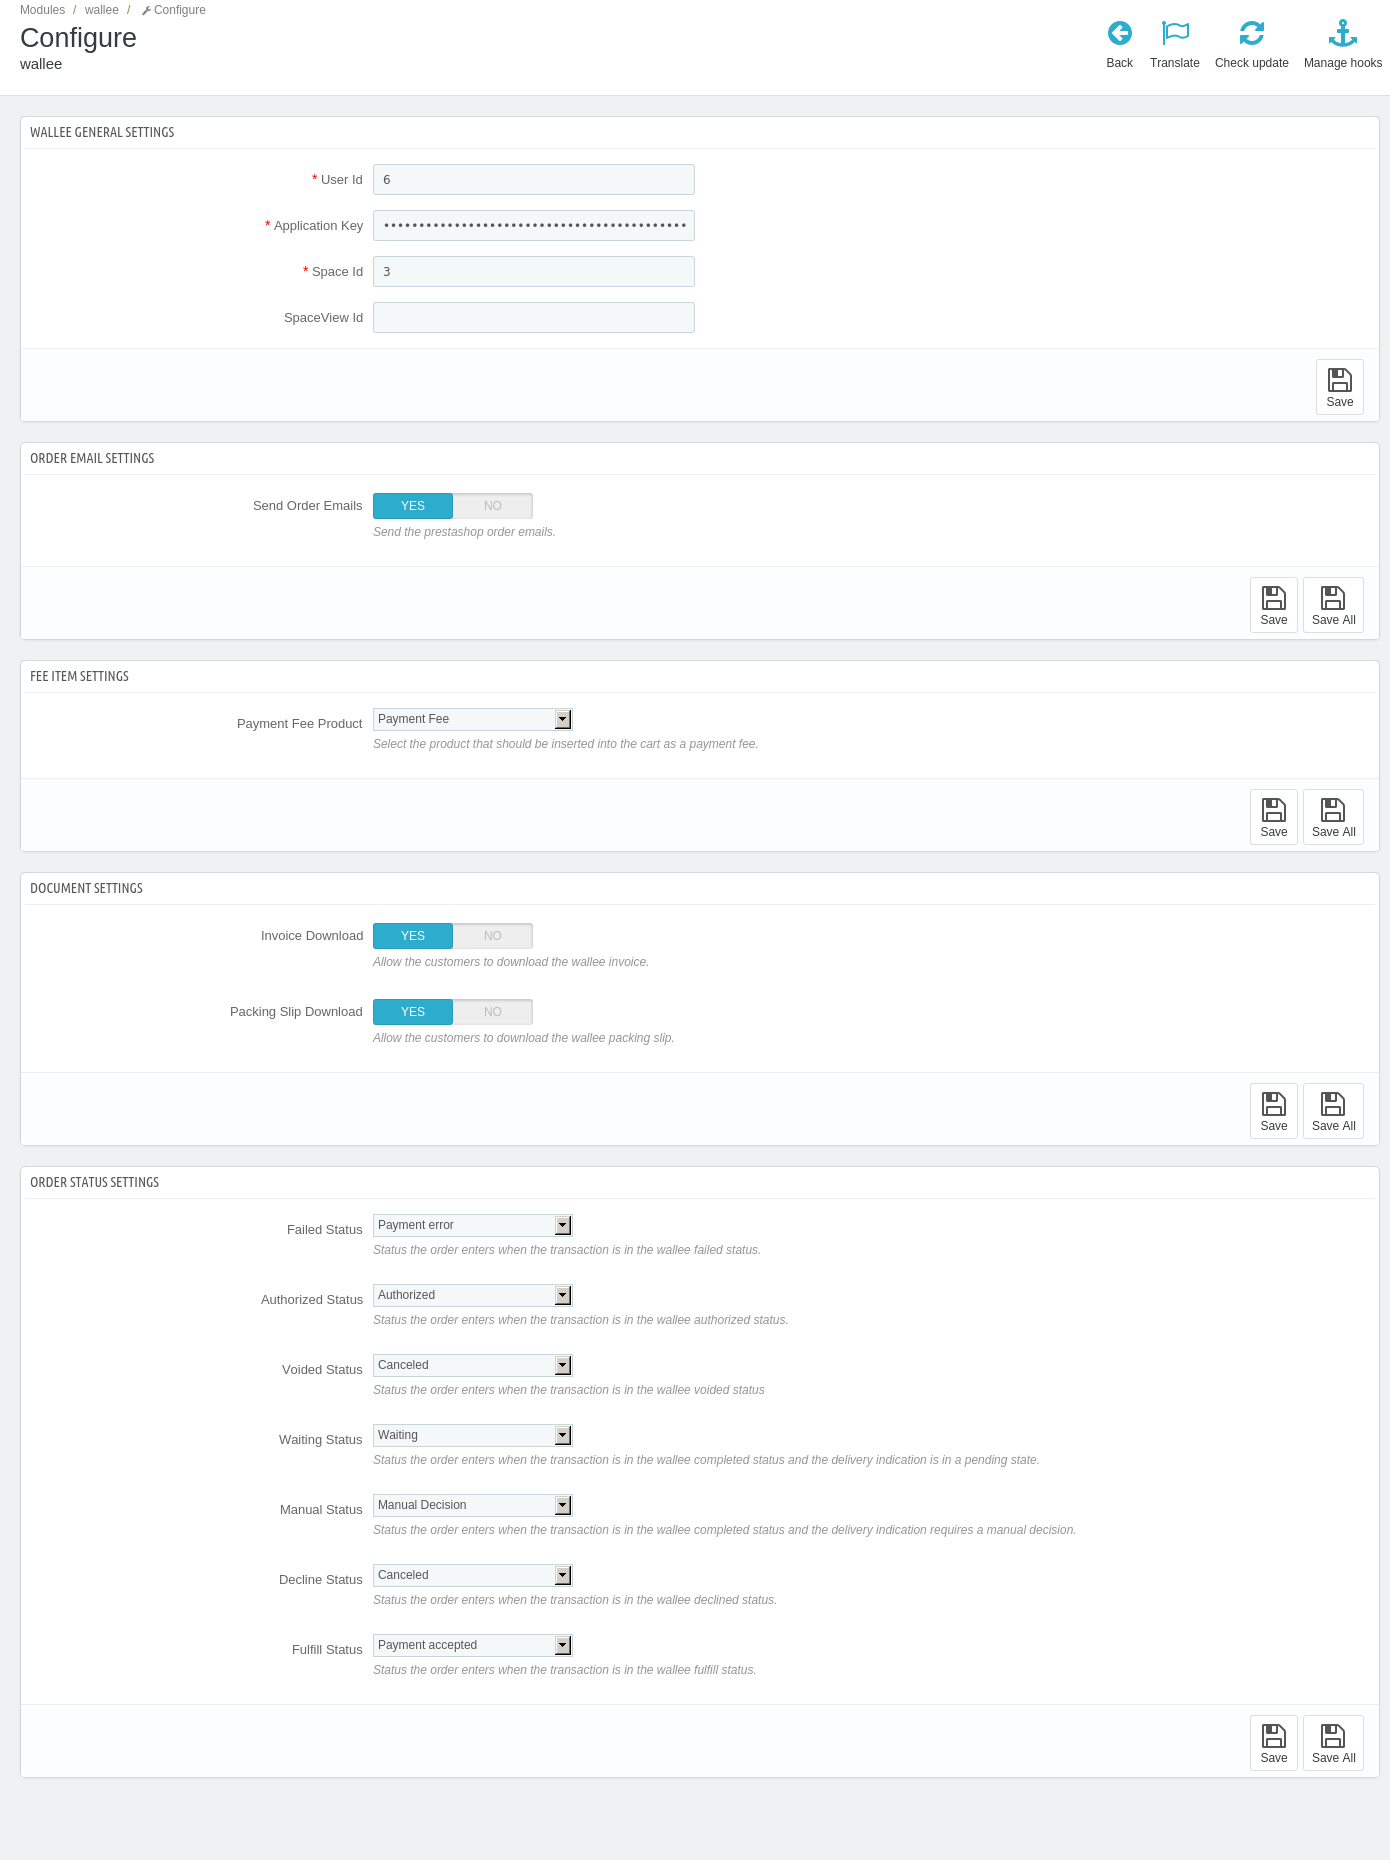 Modules / wallee / Configure
Configure
wallee
Back Translate Check update Manage hooks
WALLEE GENERAL SETTINGS
* User Id 6
* Application Key ••••••••••••••••••••••••••••••••••••••••••••
* Space Id 3
SpaceView Id
Save
ORDER EMAIL SETTINGS
Send Order Emails YES NO
Send the prestashop order emails.
Save Save All
FEE ITEM SETTINGS
Payment Fee Product Payment Fee
Select the product that should be inserted into the cart as a payment fee.
Save Save All
DOCUMENT SETTINGS
Invoice Download YES NO
Allow the customers to download the wallee invoice.
Packing Slip Download YES NO
Allow the customers to download the wallee packing slip.
Save Save All
ORDER STATUS SETTINGS
Failed Status Payment error
Status the order enters when the transaction is in the wallee failed status.
Authorized Status Authorized
Status the order enters when the transaction is in the wallee authorized status.
Voided Status Canceled
Status the order enters when the transaction is in the wallee voided status
Waiting Status Waiting
Status the order enters when the transaction is in the wallee completed status and the delivery indication is in a pending state.
Manual Status Manual Decision
Status the order enters when the transaction is in the wallee completed status and the delivery indication requires a manual decision.
Decline Status Canceled
Status the order enters when the transaction is in the wallee declined status.
Fulfill Status Payment accepted
Status the order enters when the transaction is in the wallee fulfill status.
Save Save All